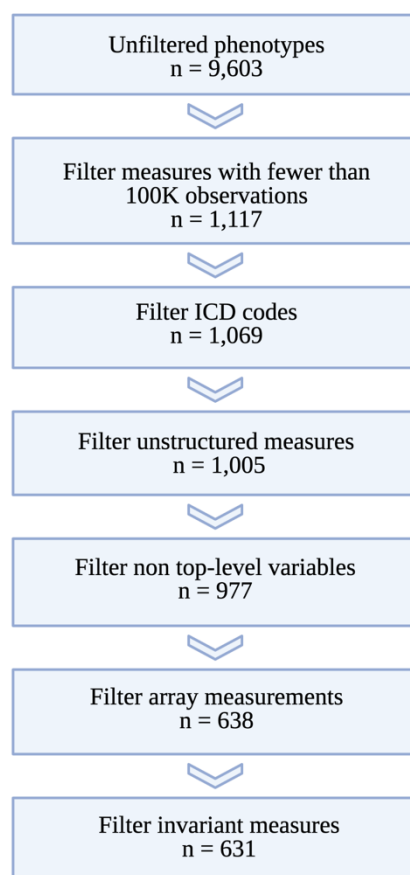 Unfiltered phenotypes
n = 9,603
Filter measures with fewer than
100K observations
n = 1,117
Filter ICD codes
n = 1,069
Filter unstructured measures
n = 1,005
Filter non top-level variables
n = 977
Filter array measurements
n = 638
Filter invariant measures
n = 631